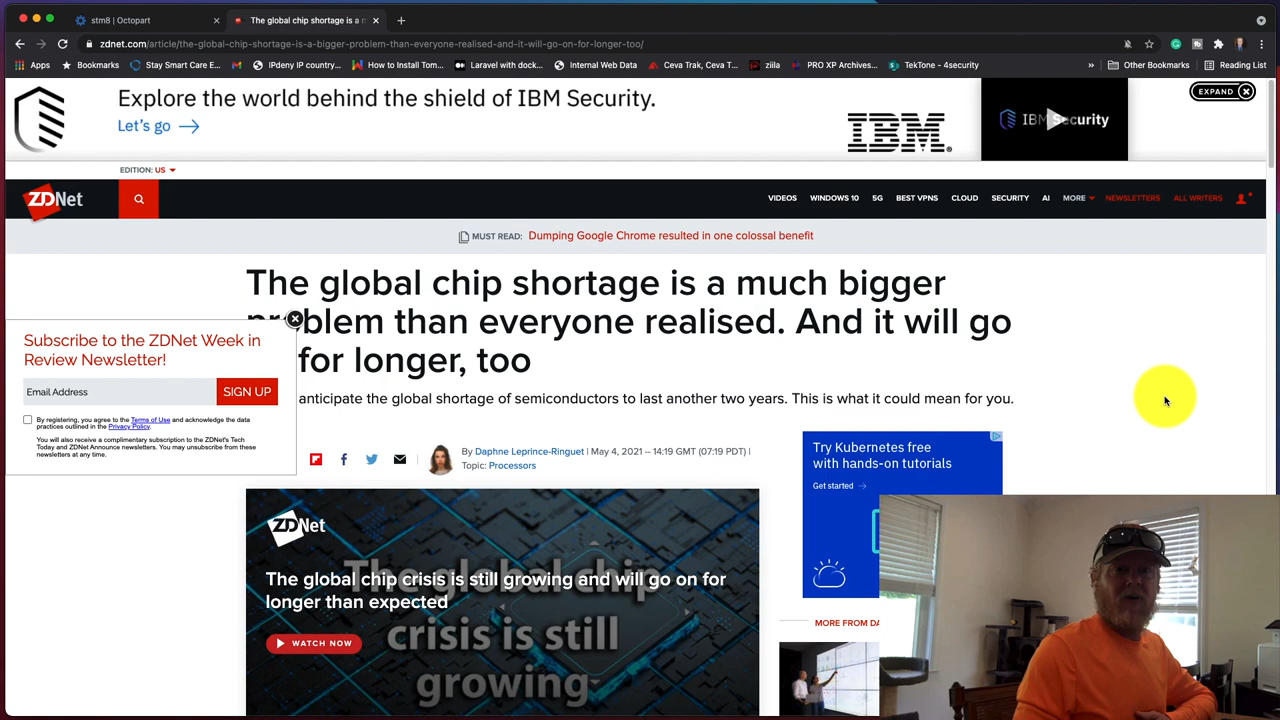 stm8 | Octopart
The global chip shortage is a m
zdnet.com/article/the-global-chip-shortage-is-a-bigger-problem-than-everyone-realised-and-it-will-go-on-for-longer-too/
Apps
Bookmarks
Stay Smart Care E...
IPdeny IP country...
How to Install Tom...
Laravel with dock...
Internal Web Data
Ceva Trak, Ceva T...
ziila
PRO XP Archives...
TekTone - 4security
»
Other Bookmarks
Reading List
Explore the world behind the shield of IBM Security.
Let's go
IBM
IBM Security
EXPAND
EDITION: US
ZDNet
VIDEOS WINDOWS 10 5G BEST VPNS CLOUD SECURITY AI MORE NEWSLETTERS ALL WRITERS
MUST READ: Dumping Google Chrome resulted in one colossal benefit
The global chip shortage is a much bigger
blem than everyone realised. And it will go
for longer, too
anticipate the global shortage of semiconductors to last another two years. This is what it could mean for you.
Subscribe to the ZDNet Week in
Review Newsletter!
Email Address
SIGN UP
By registering, you agree to the Terms of Use and acknowledge the data
practices outlined in the Privacy Policy.
You will also receive a complimentary subscription to the ZDNet's Tech
Today and ZDNet Announce newsletters. You may unsubscribe from these
newsletters at any time.
By Daphne Leprince-Ringuet | May 4, 2021 -- 14:19 GMT (07:19 PDT) |
Topic: Processors
Try Kubernetes free
with hands-on tutorials
Get started
ZDNet
The global chip crisis is still growing and will go on for
longer than expected
WATCH NOW
The global chip
crisis is still
growing
MORE FROM DA